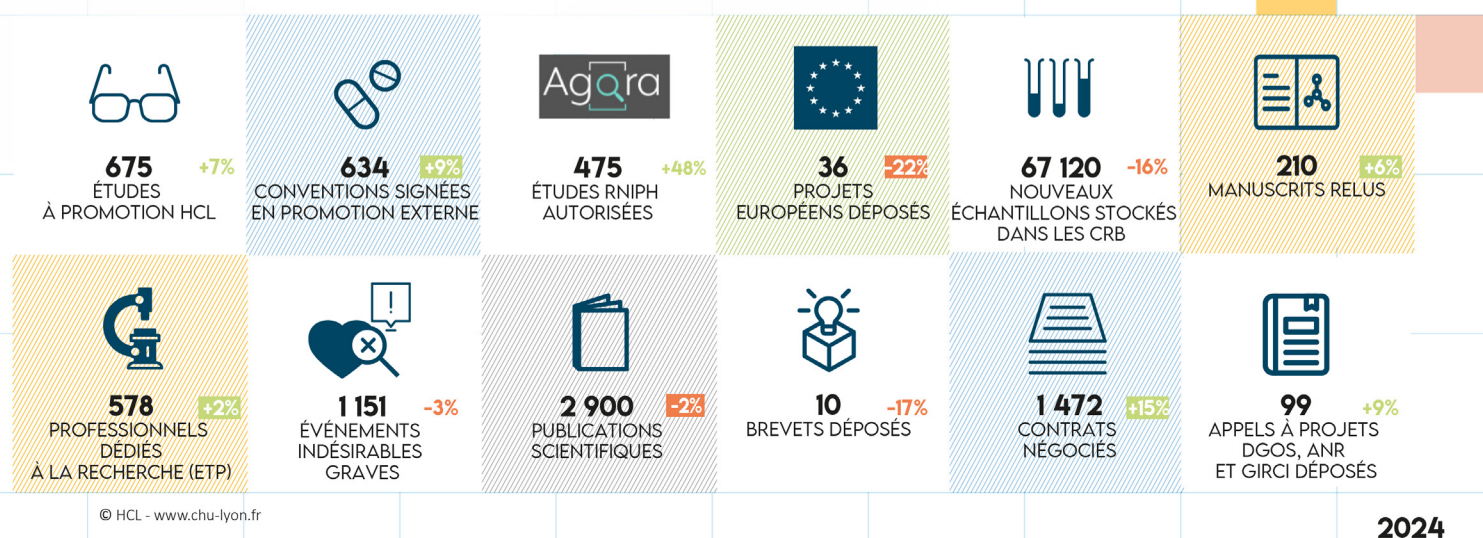 675 +7%
ÉTUDES
À PROMOTION HCL
634 +9%
CONVENTIONS SIGNÉES
EN PROMOTION EXTERNE
Agora
475 +48%
ÉTUDES RNIPH
AUTORISÉES
36 -22%
PROJETS
EUROPÉENS DÉPOSÉS
67 120 -16%
NOUVEAUX
ÉCHANTILLONS STOCKÉS
DANS LES CRB
210 +6%
MANUSCRITS RELUS
578 +2%
PROFESSIONNELS
DÉDIÉS
À LA RECHERCHE (ETP)
!
1 151 -3%
ÉVÉNEMENTS
INDÉSIRABLES
GRAVES
2 900 -2%
PUBLICATIONS
SCIENTIFIQUES
10 -17%
BREVETS DÉPOSÉS
1 472 +15%
CONTRATS
NÉGOCIÉS
99 +9%
APPELS À PROJETS
DGOS, ANR
ET GIRCI DÉPOSÉS
© HCL - www.chu-lyon.fr
2024